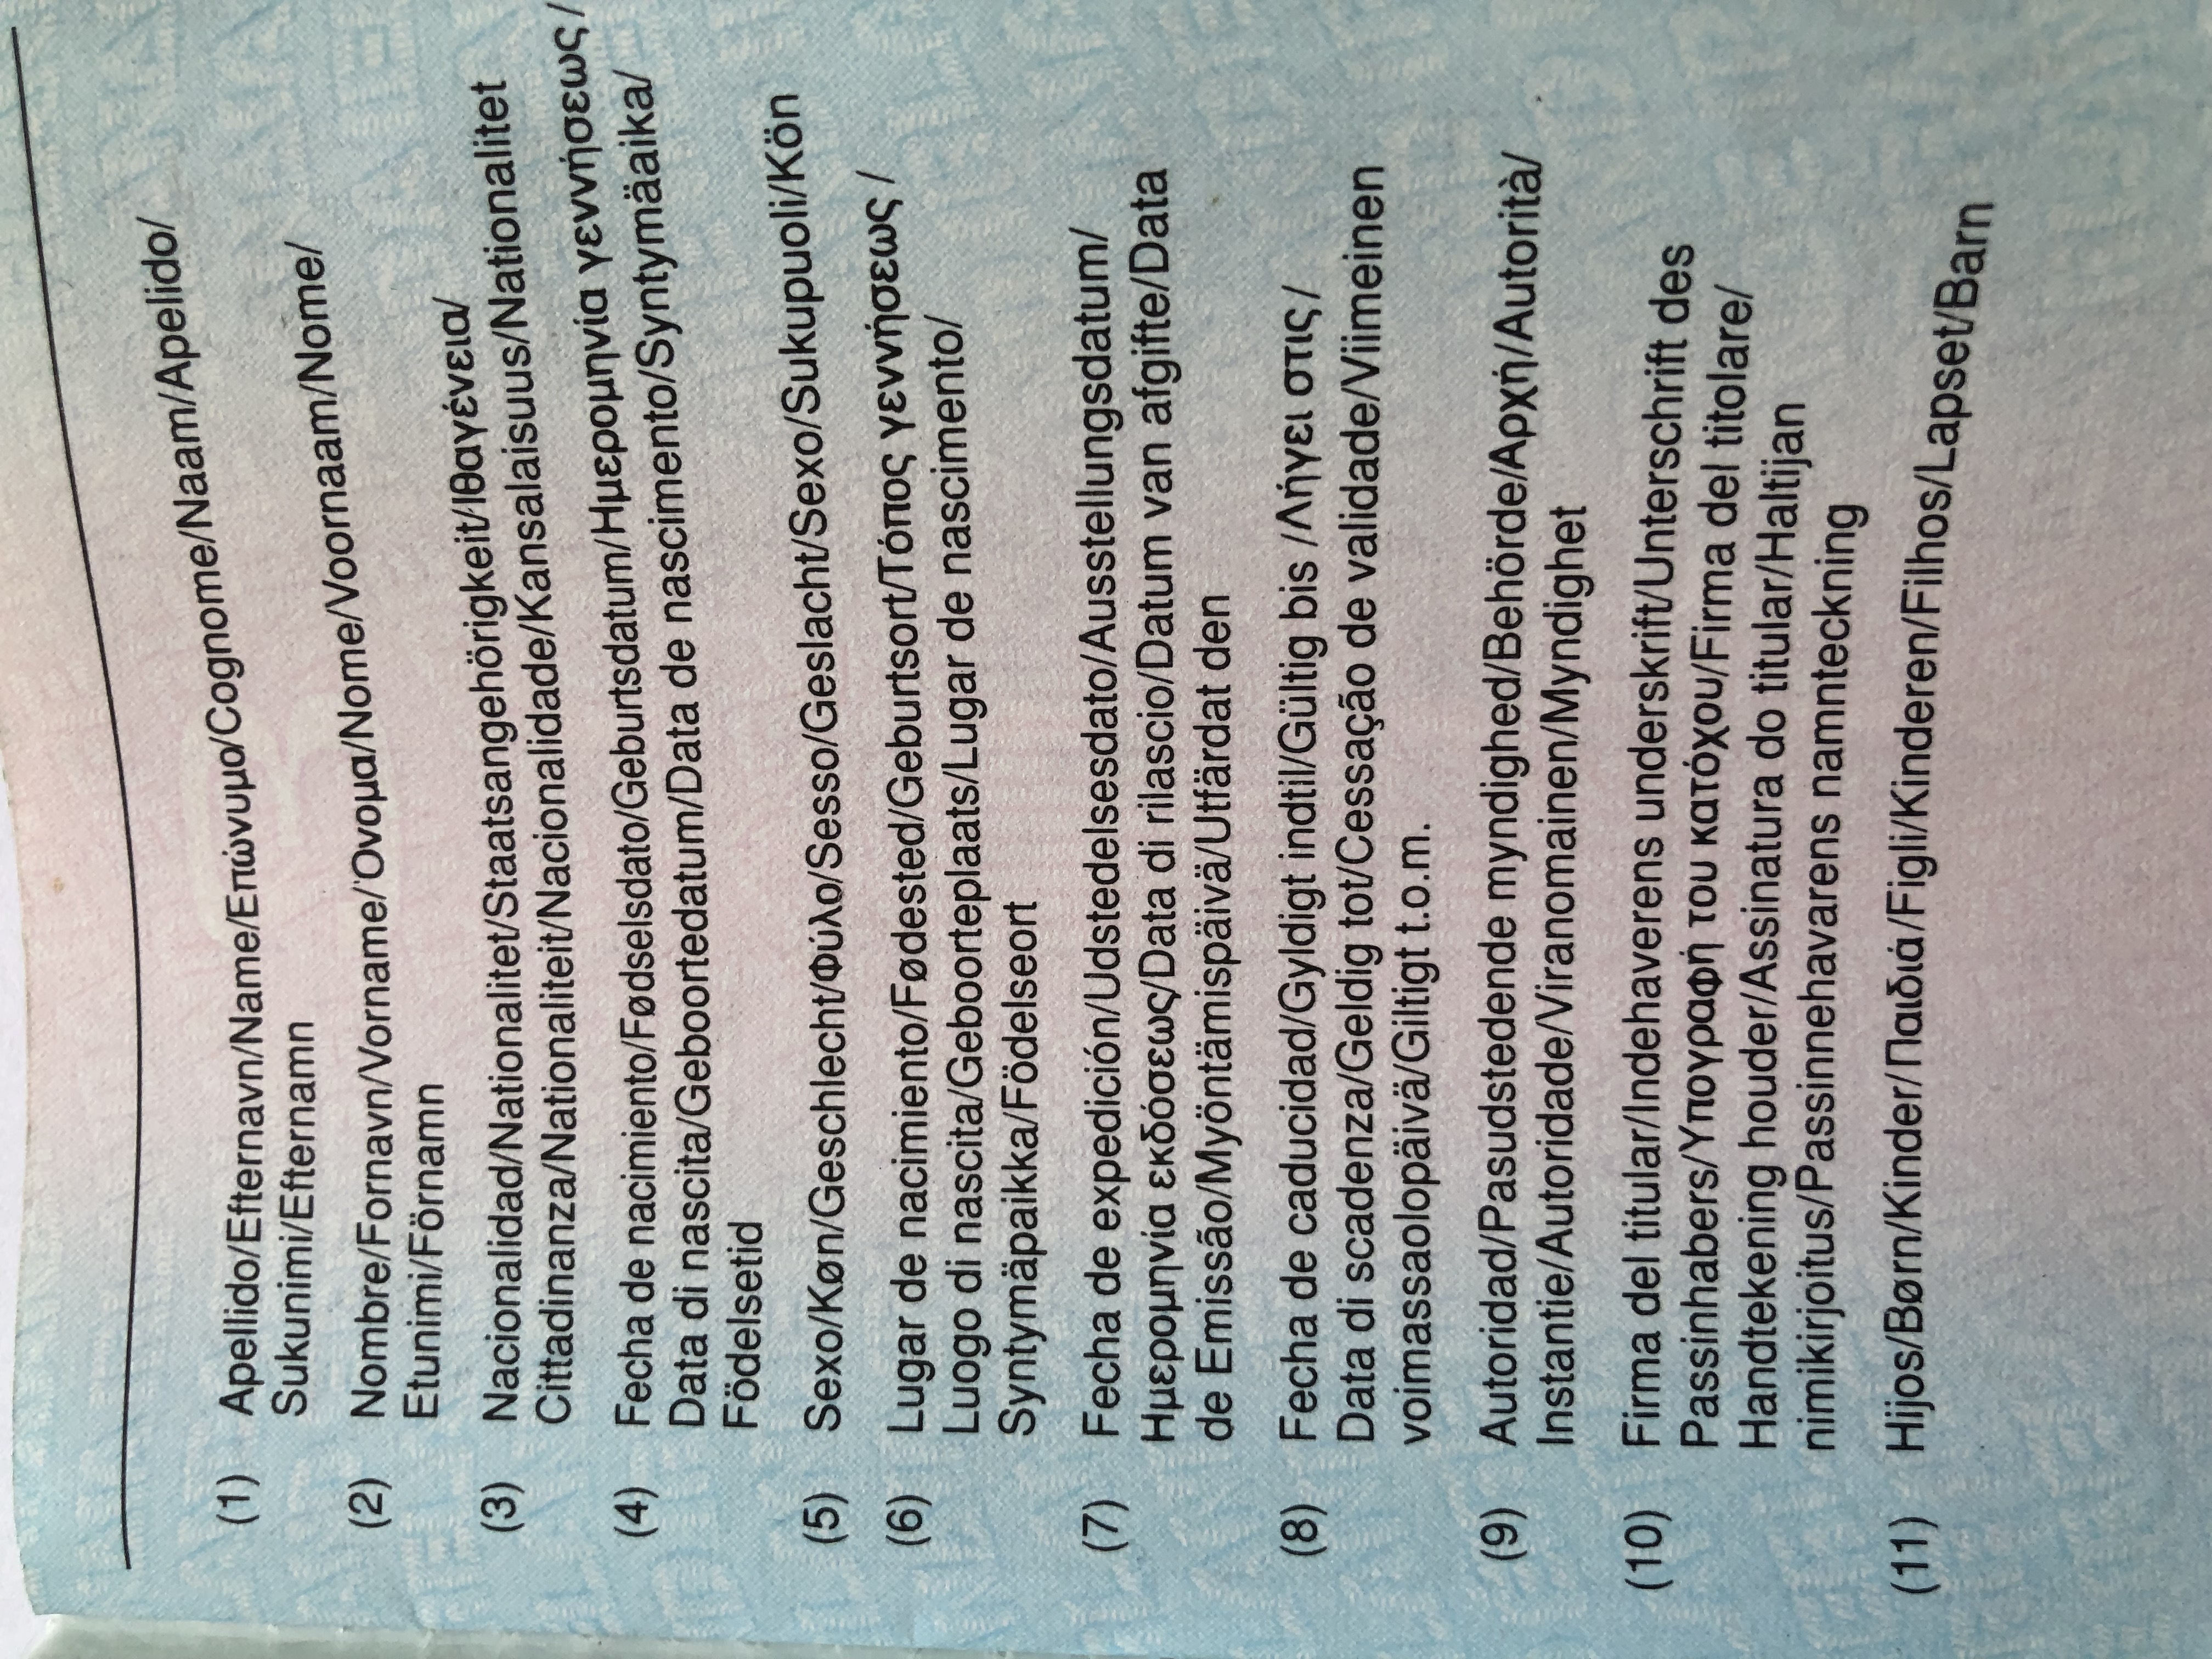 (1) Apellido/Efternavn/Name/Επώνυμο/Cognome/Naam/Apelido/
Sukunimi/Efternamn
(2) Nombre/Fornavn/Vorname/Όνομα/Nome/Voornaam/Nome/
Etunimi/Förnamn
(3) Nacionalidad/Nationalitet/Staatsangehörigkeit/Ιθαγένεια/
Cittadinanza/Nationaliteit/Nacionalidade/Kansalaisuus/Nationalitet
(4) Fecha de nacimiento/Fødselsdato/Geburtsdatum/Ημερομηνία γεννήσεως /
Data di nascita/Geboortedatum/Data de nascimento/Syntymäaika/
Födelsetid
(5) Sexo/Køn/Geschlecht/Φύλο/Sesso/Geslacht/Sexo/Sukupuoli/Kön
(6) Lugar de nacimiento/Fødested/Geburtsort/Τόπος γεννήσεως /
Luogo di nascita/Geboorteplaats/Lugar de nascimento/
Syntymäpaikka/Födelseort
(7) Fecha de expedición/Udstedelsesdato/Ausstellungsdatum/
Ημερομηνία εκδόσεως/Data di rilascio/Datum van afgifte/Data
de Emissão/Myöntämispäivä/Utfärdat den
(8) Fecha de caducidad/Gyldigt indtil/Gültig bis /Λήγει στις /
Data di scadenza/Geldig tot/Cessação de validade/Viimeinen
voimassaolopäivä/Giltigt t.o.m.
(9) Autoridad/Pasudstedende myndighed/Behörde/Αρχή/Autorità/
Instantie/Autoridade/Viranomainen/Myndighet
(10) Firma del titular/Indehaverens underskrift/Unterschrift des
Passinhabers/Υπογραφή του κατόχου/Firma del titolare/
Handtekening houder/Assinatura do titular/Haltijan
nimikirjoitus/Passinnehavarens namnteckning
(11) Hijos/Børn/Kinder/Παιδιά/Figli/Kinderen/Filhos/Lapset/Barn